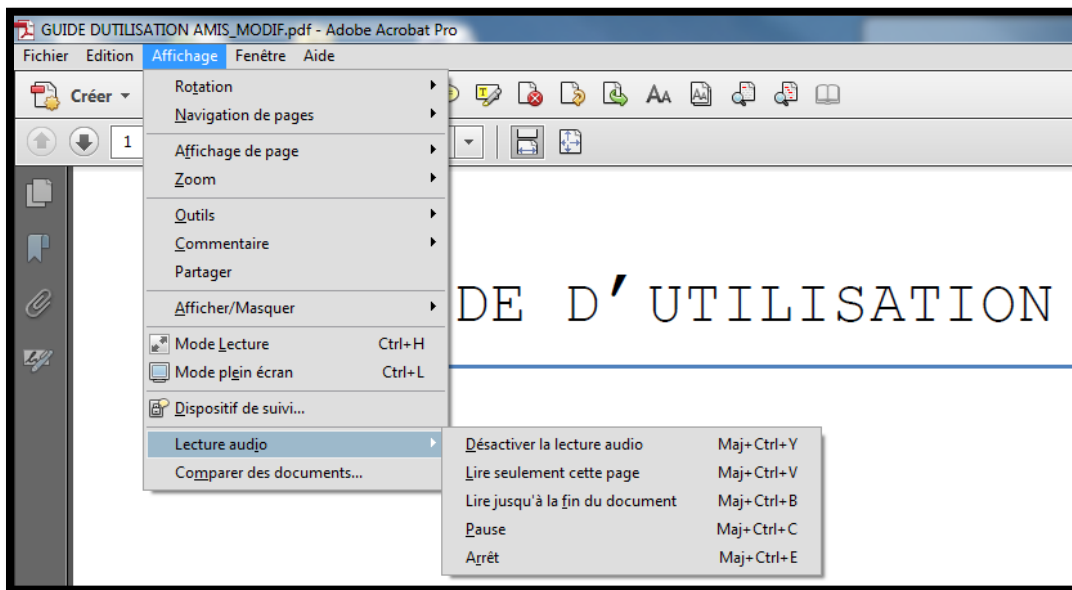 GUIDE DUTILISATION AMIS_MODIF.pdf - Adobe Acrobat Pro
Fichier Edition Affichage Fenêtre Aide
Créer
1
Rotation
Navigation de pages
Affichage de page
Zoom
Outils
Commentaire
Partager
Afficher/Masquer
DE D'UTILISATION
Mode Lecture Ctrl+H
Mode plein écran Ctrl+L
Dispositif de suivi...
Lecture audio
Comparer des documents...
Désactiver la lecture audio Maj+Ctrl+Y
Lire seulement cette page Maj+Ctrl+V
Lire jusqu'à la fin du document Maj+Ctrl+B
Pause Maj+Ctrl+C
Arrêt Maj+Ctrl+E